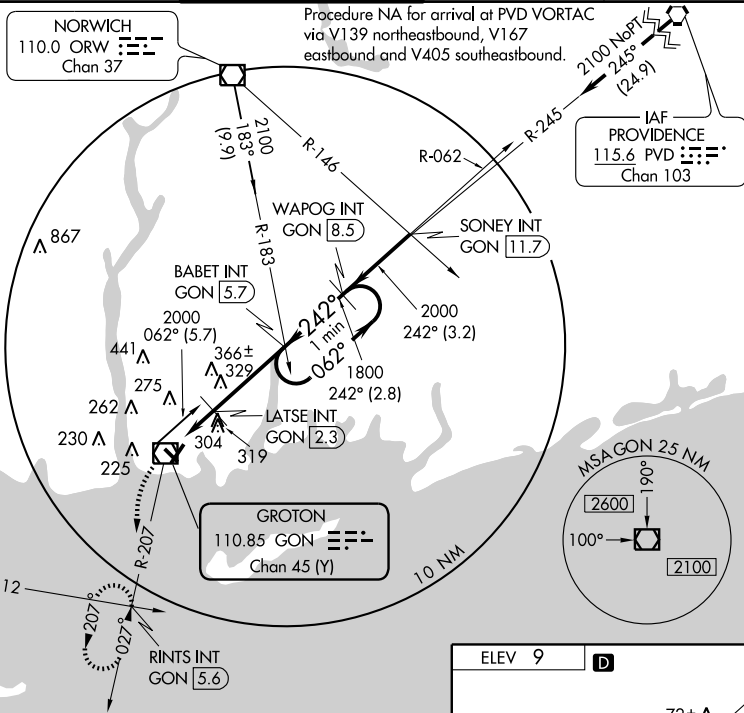 NORWICH
110.0 ORW
Chan 37
Procedure NA for arrival at PVD VORTAC
via V139 northeastbound, V167
eastbound and V405 southeastbound.
2100 NoPT
245°
(24.9)
R-245
IAF
PROVIDENCE
115.6 PVD
Chan 103
2100
183°
(9.9)
R-146
R-062
R-183
WAPOG INT
GON 8.5
SONEY INT
GON 11.7
867
BABET INT
GON 5.7
242°
1 min
062°
2000
242° (3.2)
2000
062° (5.7)
1800
242° (2.8)
441
366±
329
275
262
LATSE INT
GON 2.3
230
304
319
225
GROTON
110.85 GON
Chan 45 (Y)
R-207
10 NM
MSA GON 25 NM
190°
2600
100°
2100
12
207°
027°
RINTS INT
GON 5.6
ELEV 9
D